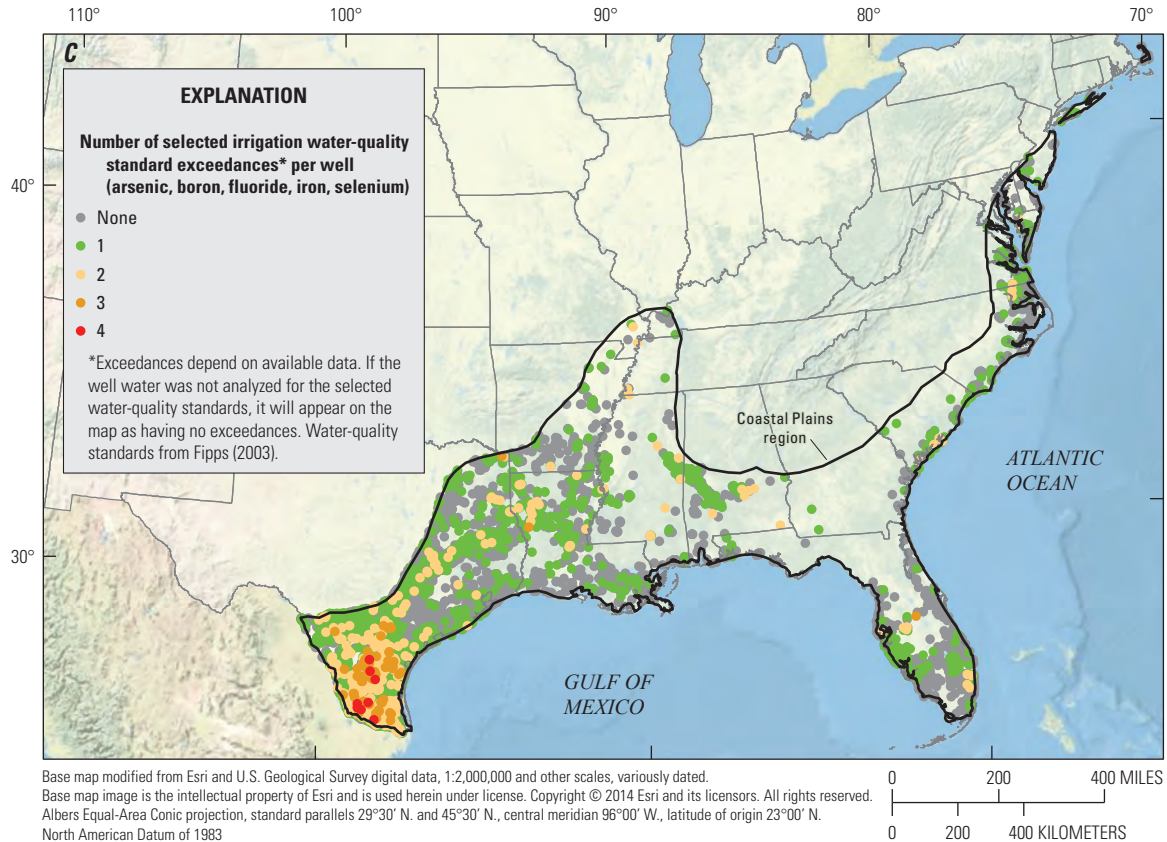 110°
100°
90°
80°
70°
C
EXPLANATION
Number of selected irrigation water-quality
standard exceedances* per well
(arsenic, boron, fluoride, iron, selenium)
None
1
2
3
4
*Exceedances depend on available data. If the
well water was not analyzed for the selected
water-quality standards, it will appear on the
map as having no exceedances. Water-quality
standards from Fipps (2003).
40°
30°
Coastal Plains
region
ATLANTIC
OCEAN
GULF OF
MEXICO
Base map modified from Esri and U.S. Geological Survey digital data, 1:2,000,000 and other scales, variously dated.
Base map image is the intellectual property of Esri and is used herein under license. Copyright © 2014 Esri and its licensors. All rights reserved.
Albers Equal-Area Conic projection, standard parallels 29°30′ N. and 45°30′ N., central meridian 96°00′ W., latitude of origin 23°00′ N.
North American Datum of 1983
0 200 400 MILES
0 200 400 KILOMETERS